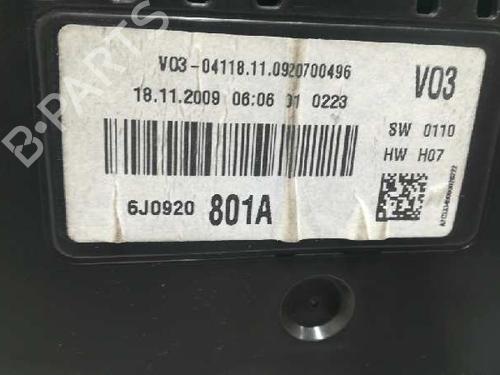 V03-04118.11.0920700496
18.11.2009 06:06 01 0223
V03
SW 0110
HW H07
6J0920 801A
B-PARTS